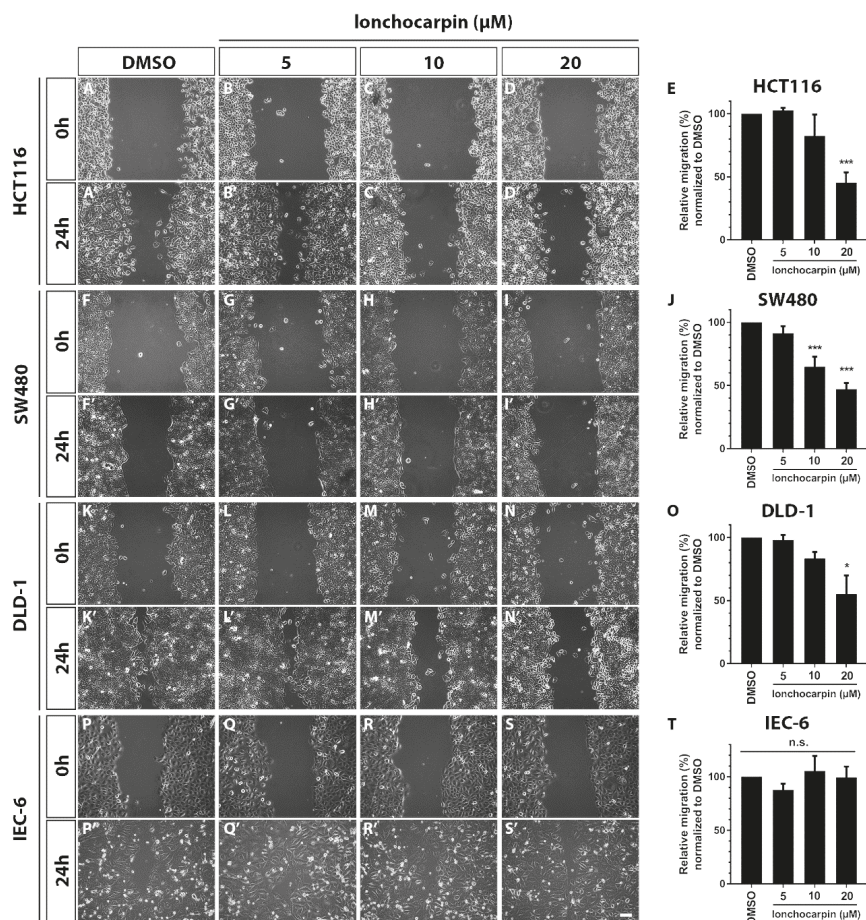 lonchocarpin (μM)
DMSO 5 10 20
HCT116
0h
A B C D
24h
A' B' C' D'
SW480
0h
F G H I
24h
F' G' H' I'
DLD-1
0h
K L M N
24h
K' L' M' N'
IEC-6
0h
P Q R S
24h
P' Q' R' S'
E HCT116
Relative migration (%)
normalized to DMSO
100
50
0
***
DMSO 5 10 20
lonchocarpin (μM)
J SW480
Relative migration (%)
normalized to DMSO
100
50
0
*** ***
DMSO 5 10 20
lonchocarpin (μM)
O DLD-1
Relative migration (%)
normalized to DMSO
100
50
0
*
DMSO 5 10 20
lonchocarpin (μM)
T IEC-6
n.s.
Relative migration (%)
normalized to DMSO
100
50
0
DMSO 5 10 20
lonchocarpin (μM)